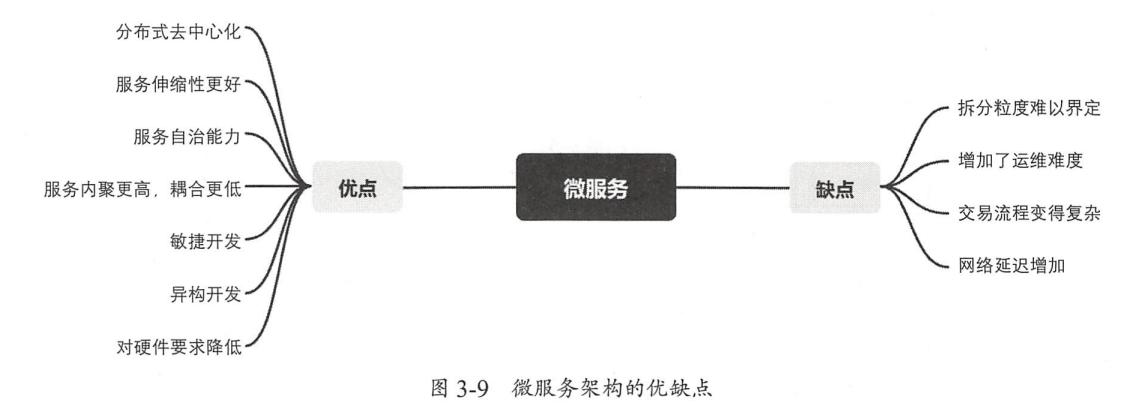 分布式去中心化
服务伸缩性更好
服务自治能力
服务内聚更高，耦合更低
敏捷开发
异构开发
对硬件要求降低
优点
微服务
缺点
拆分粒度难以界定
增加了运维难度
交易流程变得复杂
网络延迟增加
图 3-9 微服务架构的优缺点